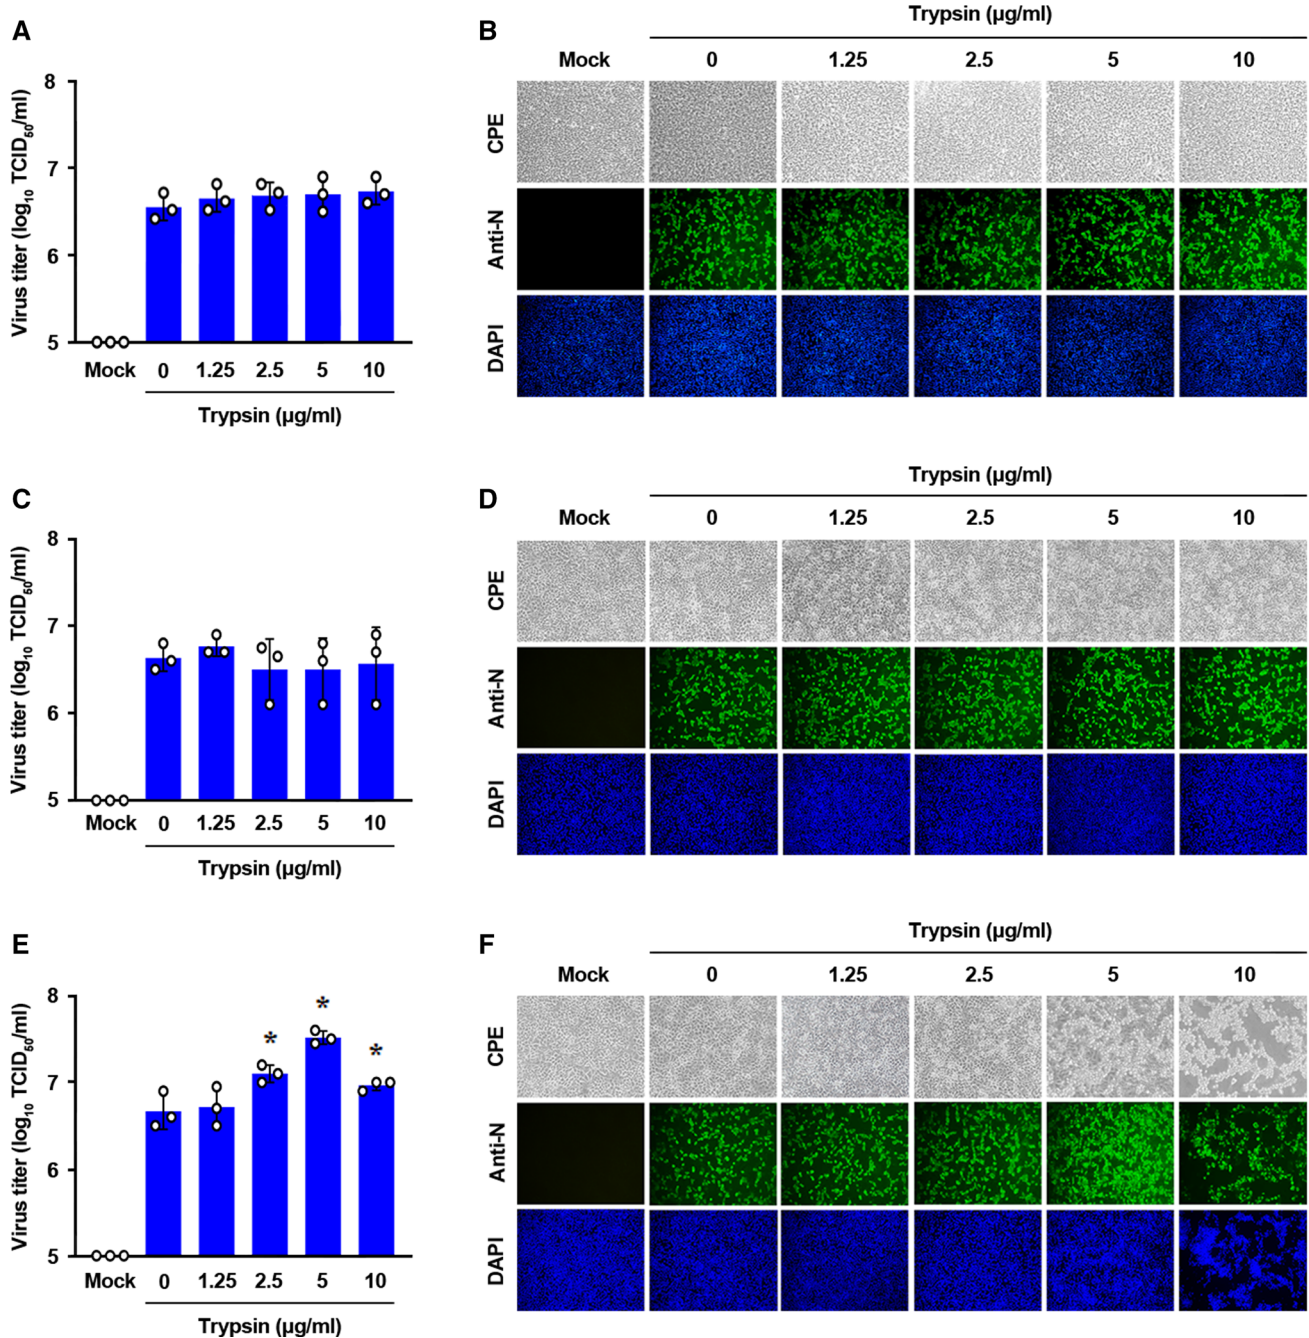 A
Virus titer (log10 TCID50/ml)
8
7
6
5
Mock 0 1.25 2.5 5 10
Trypsin (µg/ml)
B
Trypsin (µg/ml)
Mock 0 1.25 2.5 5 10
CPE
Anti-N
DAPI
C
Virus titer (log10 TCID50/ml)
8
7
6
5
Mock 0 1.25 2.5 5 10
Trypsin (µg/ml)
D
Trypsin (µg/ml)
Mock 0 1.25 2.5 5 10
CPE
Anti-N
DAPI
E
Virus titer (log10 TCID50/ml)
8
7
6
5
* * *
Mock 0 1.25 2.5 5 10
Trypsin (µg/ml)
F
Trypsin (µg/ml)
Mock 0 1.25 2.5 5 10
CPE
Anti-N
DAPI